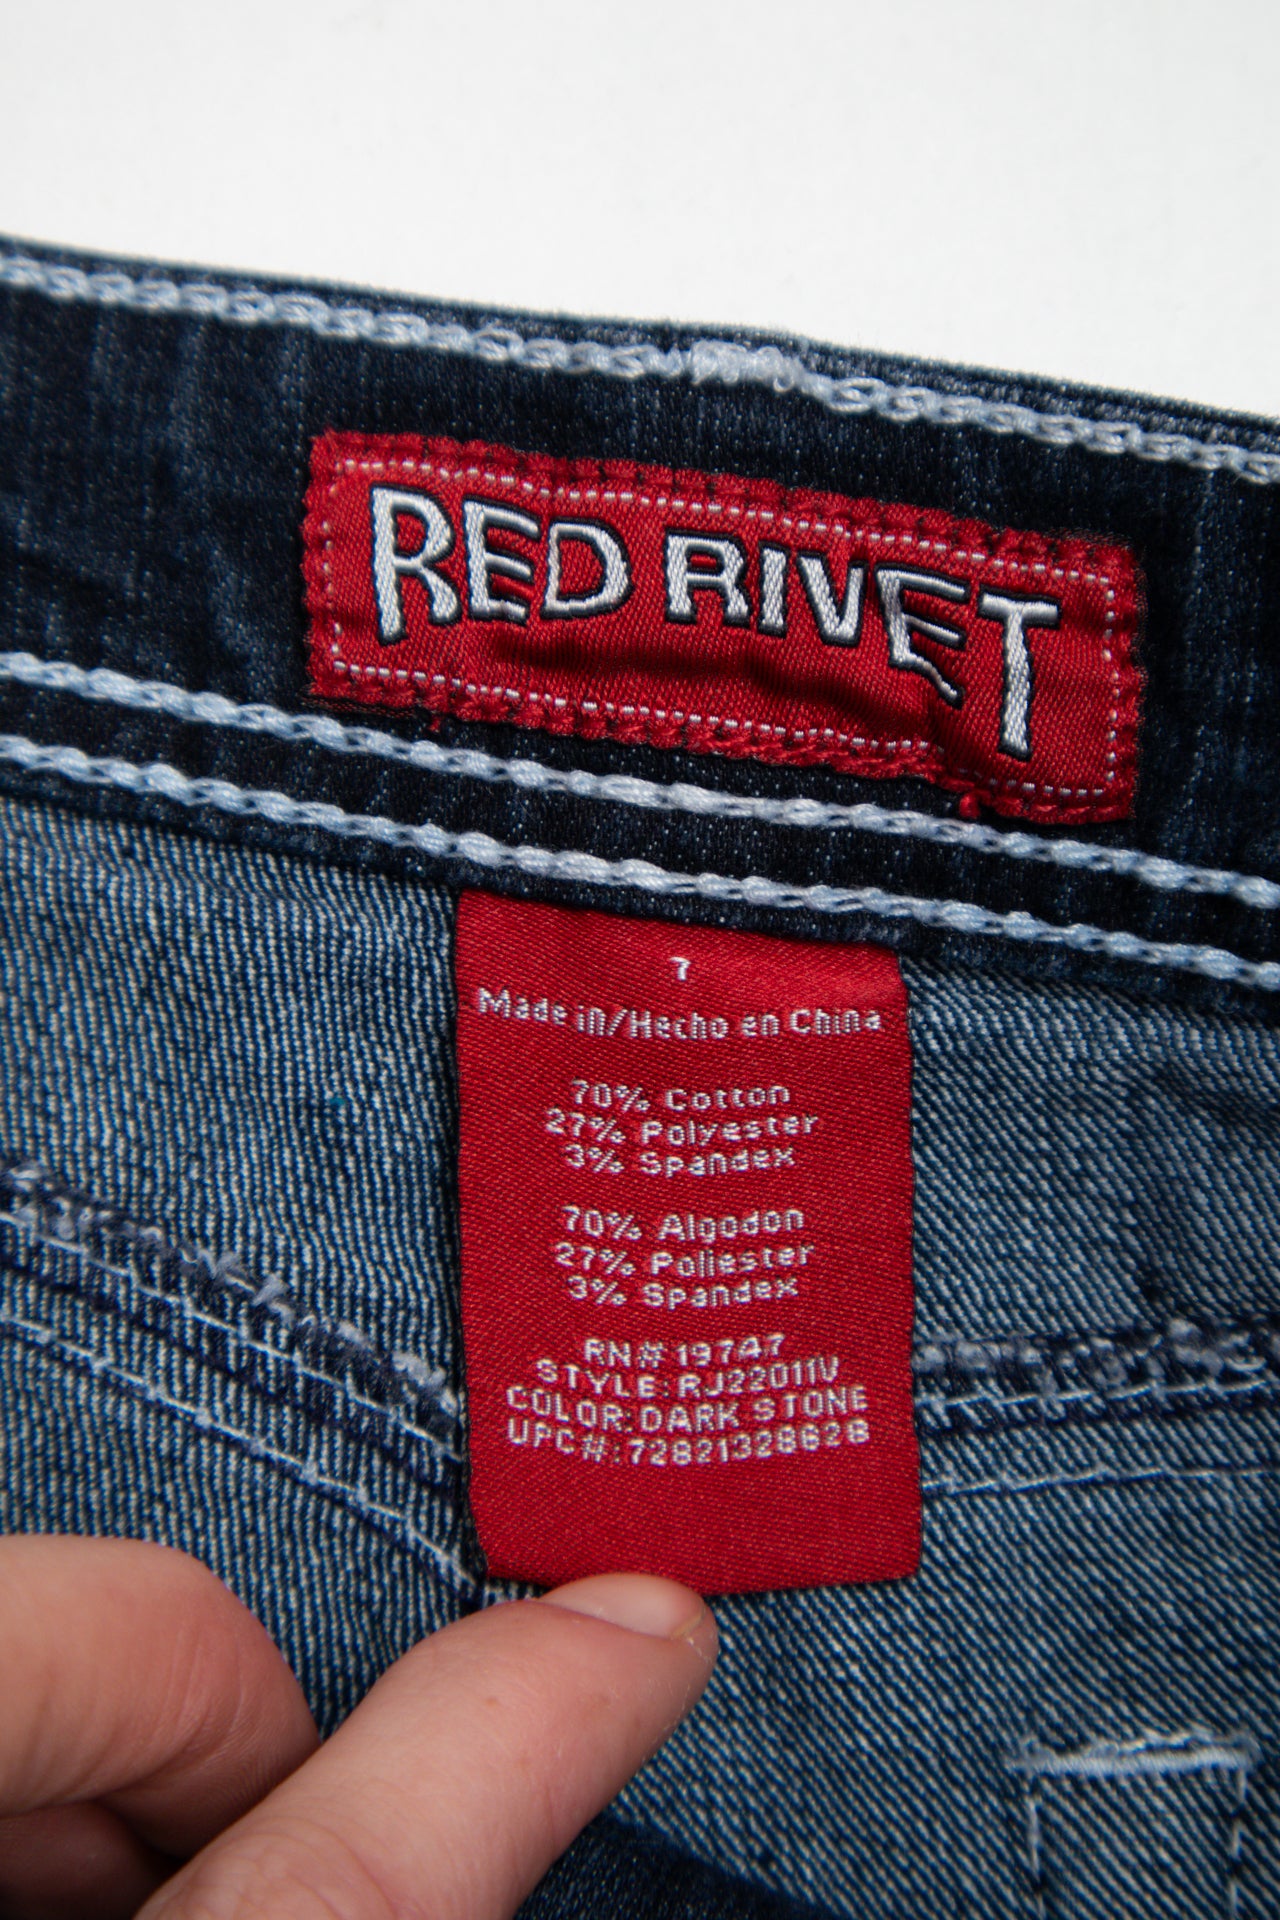 RED RIVET
7
Made in/Hecho en China
70% Cotton
27% Polyester
3% Spandex
70% Algodon
27% Poliester
3% Spandex
RN# 19747
STYLE: RJ22011V
COLOR: DARK STONE
UPC#: 72821328628